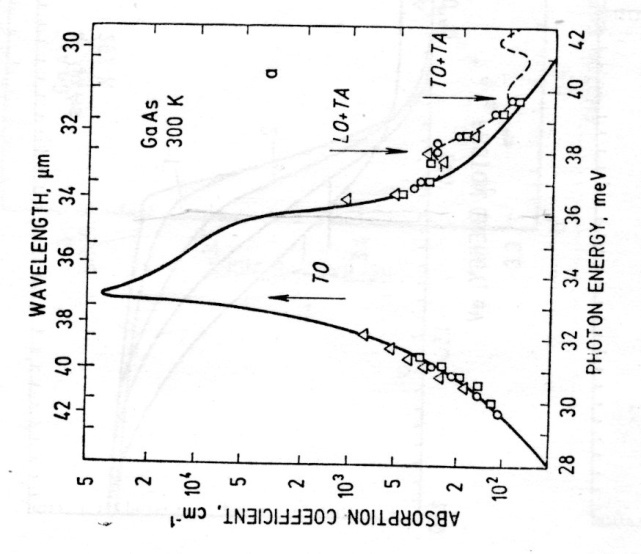 WAVELENGTH, μm
42 40 38 36 34 32 30
GaAs
300 K
a
LO+TA
TO+TA
TO
5
2
10⁴
5
2
10³
5
2
10²
ABSORPTION COEFFICIENT, cm⁻¹
28 30 32 34 36 38 40 42
PHOTON ENERGY, meV